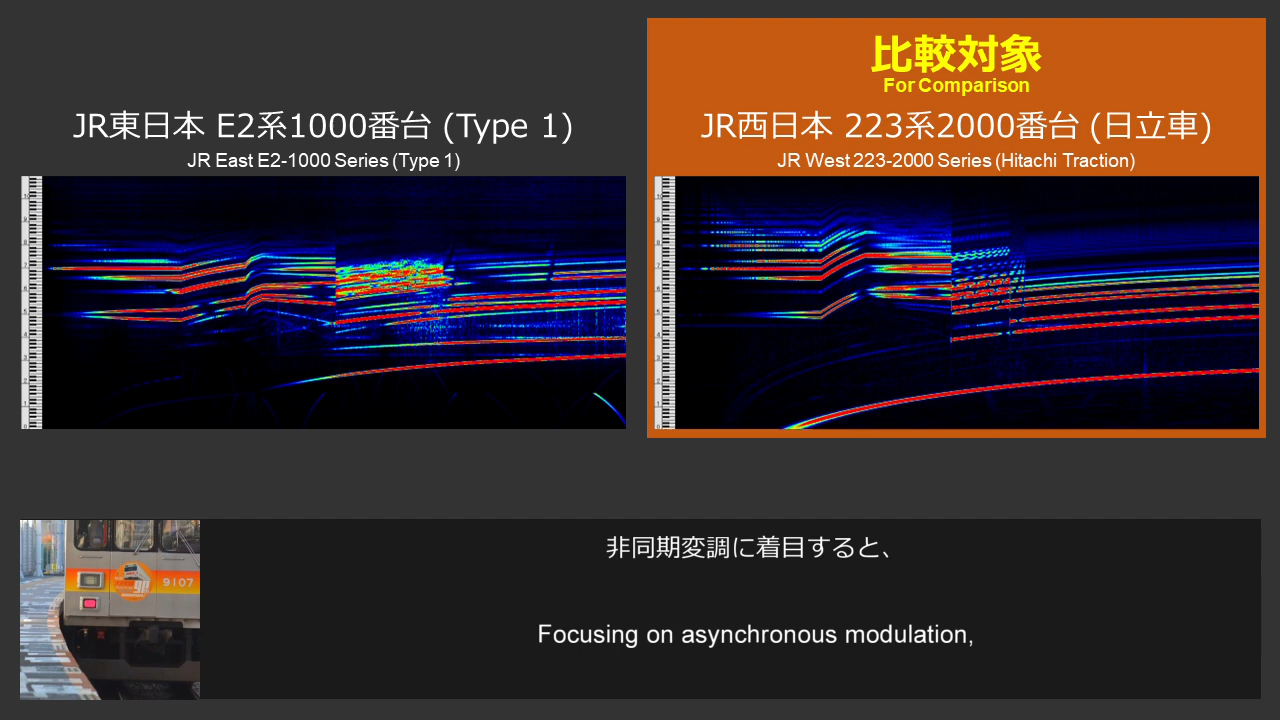 JR東日本 E2系1000番台 (Type 1)
JR East E2-1000 Series (Type 1)
比較対象
For Comparison
JR西日本 223系2000番台 (日立車)
JR West 223-2000 Series (Hitachi Traction)
9107
非同期変調に着目すると、
Focusing on asynchronous modulation,